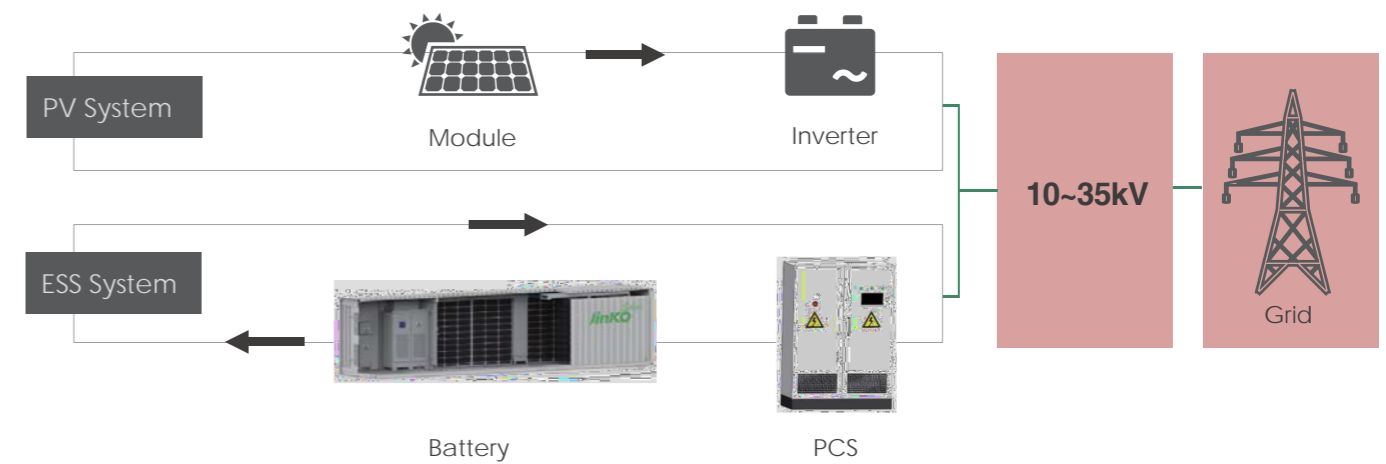 PV System
Module
Inverter
10~35kV
ESS System
JinKO
Grid
Battery
PCS